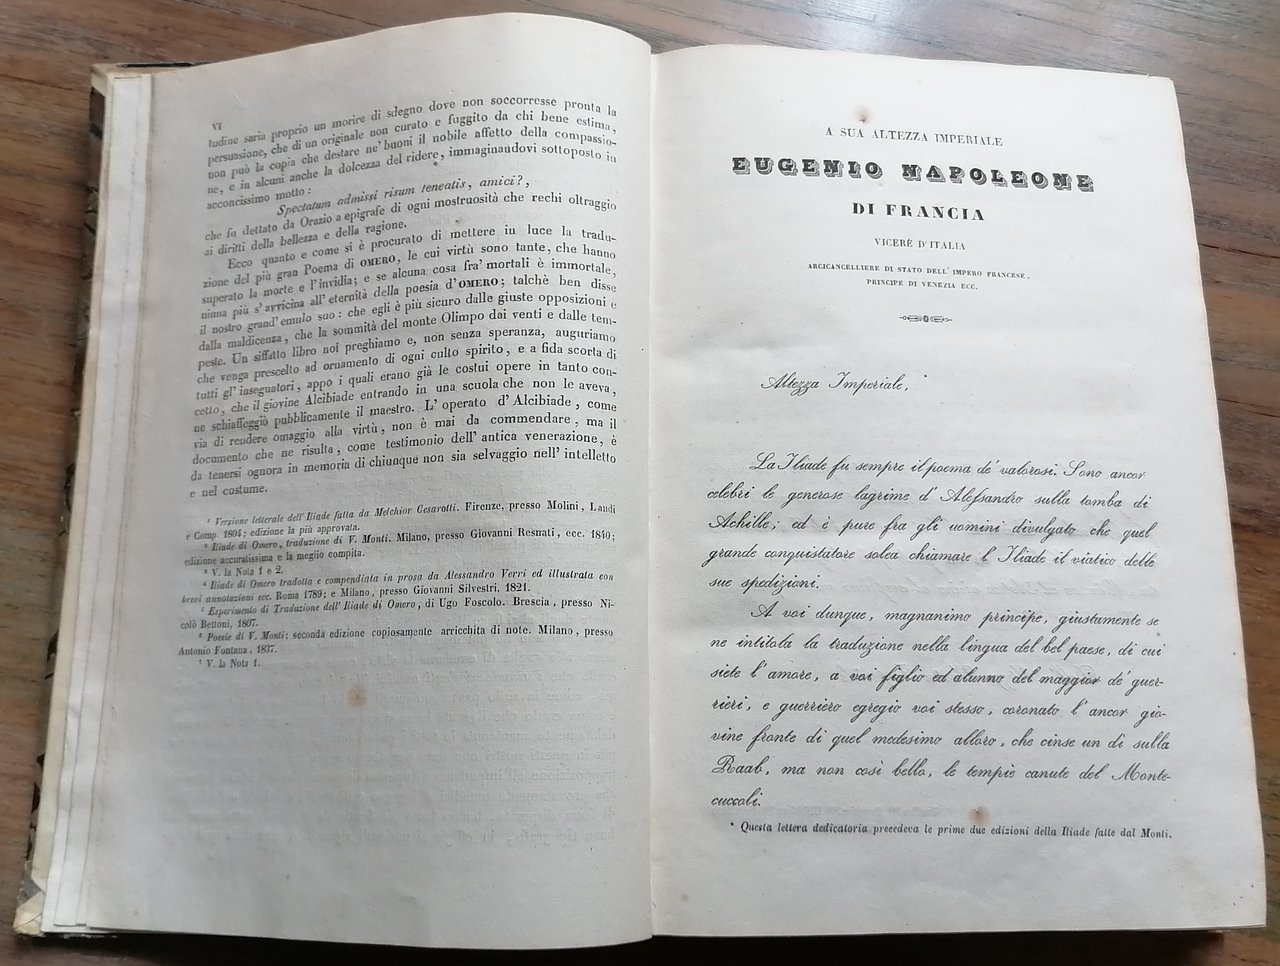 VI
tudine saria proprio un morire di sdegno dove non soccorresse pronta la
persuasione, che di un originale non curato e fuggito da chi bene estima,
non può la copia che destare ne' buoni il nobile affetto della compassio-
ne, e in alcuni anche la dolcezza del ridere, immaginandovi sottoposto in
acconcissimo motto:
Spectatum admissi risum teneatis, amici?,
che fu dettato da Orazio a epigrafe di ogni mostruosità che rechi oltraggio
ai diritti della bellezza e della ragione.
Ecco quanto e come si è procurato di mettere in luce la tradu-
zione del più gran Poema di OMERO, le cui virtù sono tante, che hanno
superato la morte e l'invidia; e se alcuna cosa fra' mortali è immortale,
niuna più s'avvicina all'eternità della poesia d'OMERO; talchè ben disse
il nostro grand'emulo suo: che egli è più sicuro dalle giuste opposizioni e
dalla maldicenza, che la sommità del monte Olimpo dai venti e dalle tem-
peste. Un siffatto libro noi preghiamo e, non senza speranza, auguriamo
che venga prescelto ad ornamento di ogni culto spirito, e a fida scorta di
tutti gl'insegnatori, appo i quali erano già le costui opere in tanto con-
cetto, che il giovine Alcibiade entrando in una scuola che non le aveva,
ne schiaffeggiò pubblicamente il maestro. L'operato d'Alcibiade, come
via di rendere omaggio alla virtù, non è mai da commendare, ma il
documento che ne risulta, come testimonio dell'antica venerazione, è
da tenersi ognora in memoria di chiunque non sia selvaggio nell'intelletto
e nel costume.
¹ Versione letterale dell'Iliade fatta da Melchior Cesarotti. Firenze, presso Molini, Landi
e Comp. 1804; edizione la più approvata.
² Iliade di Omero, traduzione di V. Monti. Milano, presso Giovanni Resnati, ecc. 1840;
edizione accuratissima e la meglio compita.
³ V. la Nota 1 e 2.
⁴ Iliade di Omero tradotta e compendiata in prosa da Alessandro Verri ed illustrata con
brevi annotazioni ecc. Roma 1789; e Milano, presso Giovanni Silvestri, 1821.
⁵ Esperimento di Traduzione dell'Iliade di Omero, di Ugo Foscolo. Brescia, presso Ni-
colò Bettoni, 1807.
⁶ Poesie di V. Monti; seconda edizione copiosamente arricchita di note. Milano, presso
Antonio Fontana, 1837.
⁷ V. la Nota 1.
A SUA ALTEZZA IMPERIALE
EUGENIO NAPOLEONE
DI FRANCIA
VICERÈ D'ITALIA
ARCICANCELLIERE DI STATO DELL'IMPERO FRANCESE,
PRINCIPE DI VENEZIA ECC.
Altezza Imperiale, *
La Iliade fu sempre il poema de' valorosi. Sono ancor
celebri le generose lagrime d'Alessandro sulla tomba di
Achille; ed è pure fra gli uomini divulgato che quel
grande conquistatore solea chiamare l'Iliade il viatico delle
sue spedizioni.
A voi dunque, magnanimo principe, giustamente se
ne intitola la traduzione nella lingua del bel paese, di cui
siete l'amore, a voi figlio ed alunno del maggior de' guer-
rieri, e guerriero egregio voi stesso, coronato l'ancor gio-
vine fronte di quel medesimo alloro, che cinse un dì sulla
Raab, ma non così bello, le tempie canute del Monte-
cuccoli.
* Questa lettera dedicatoria precedeva le prime due edizioni della Iliade fatte dal Monti.